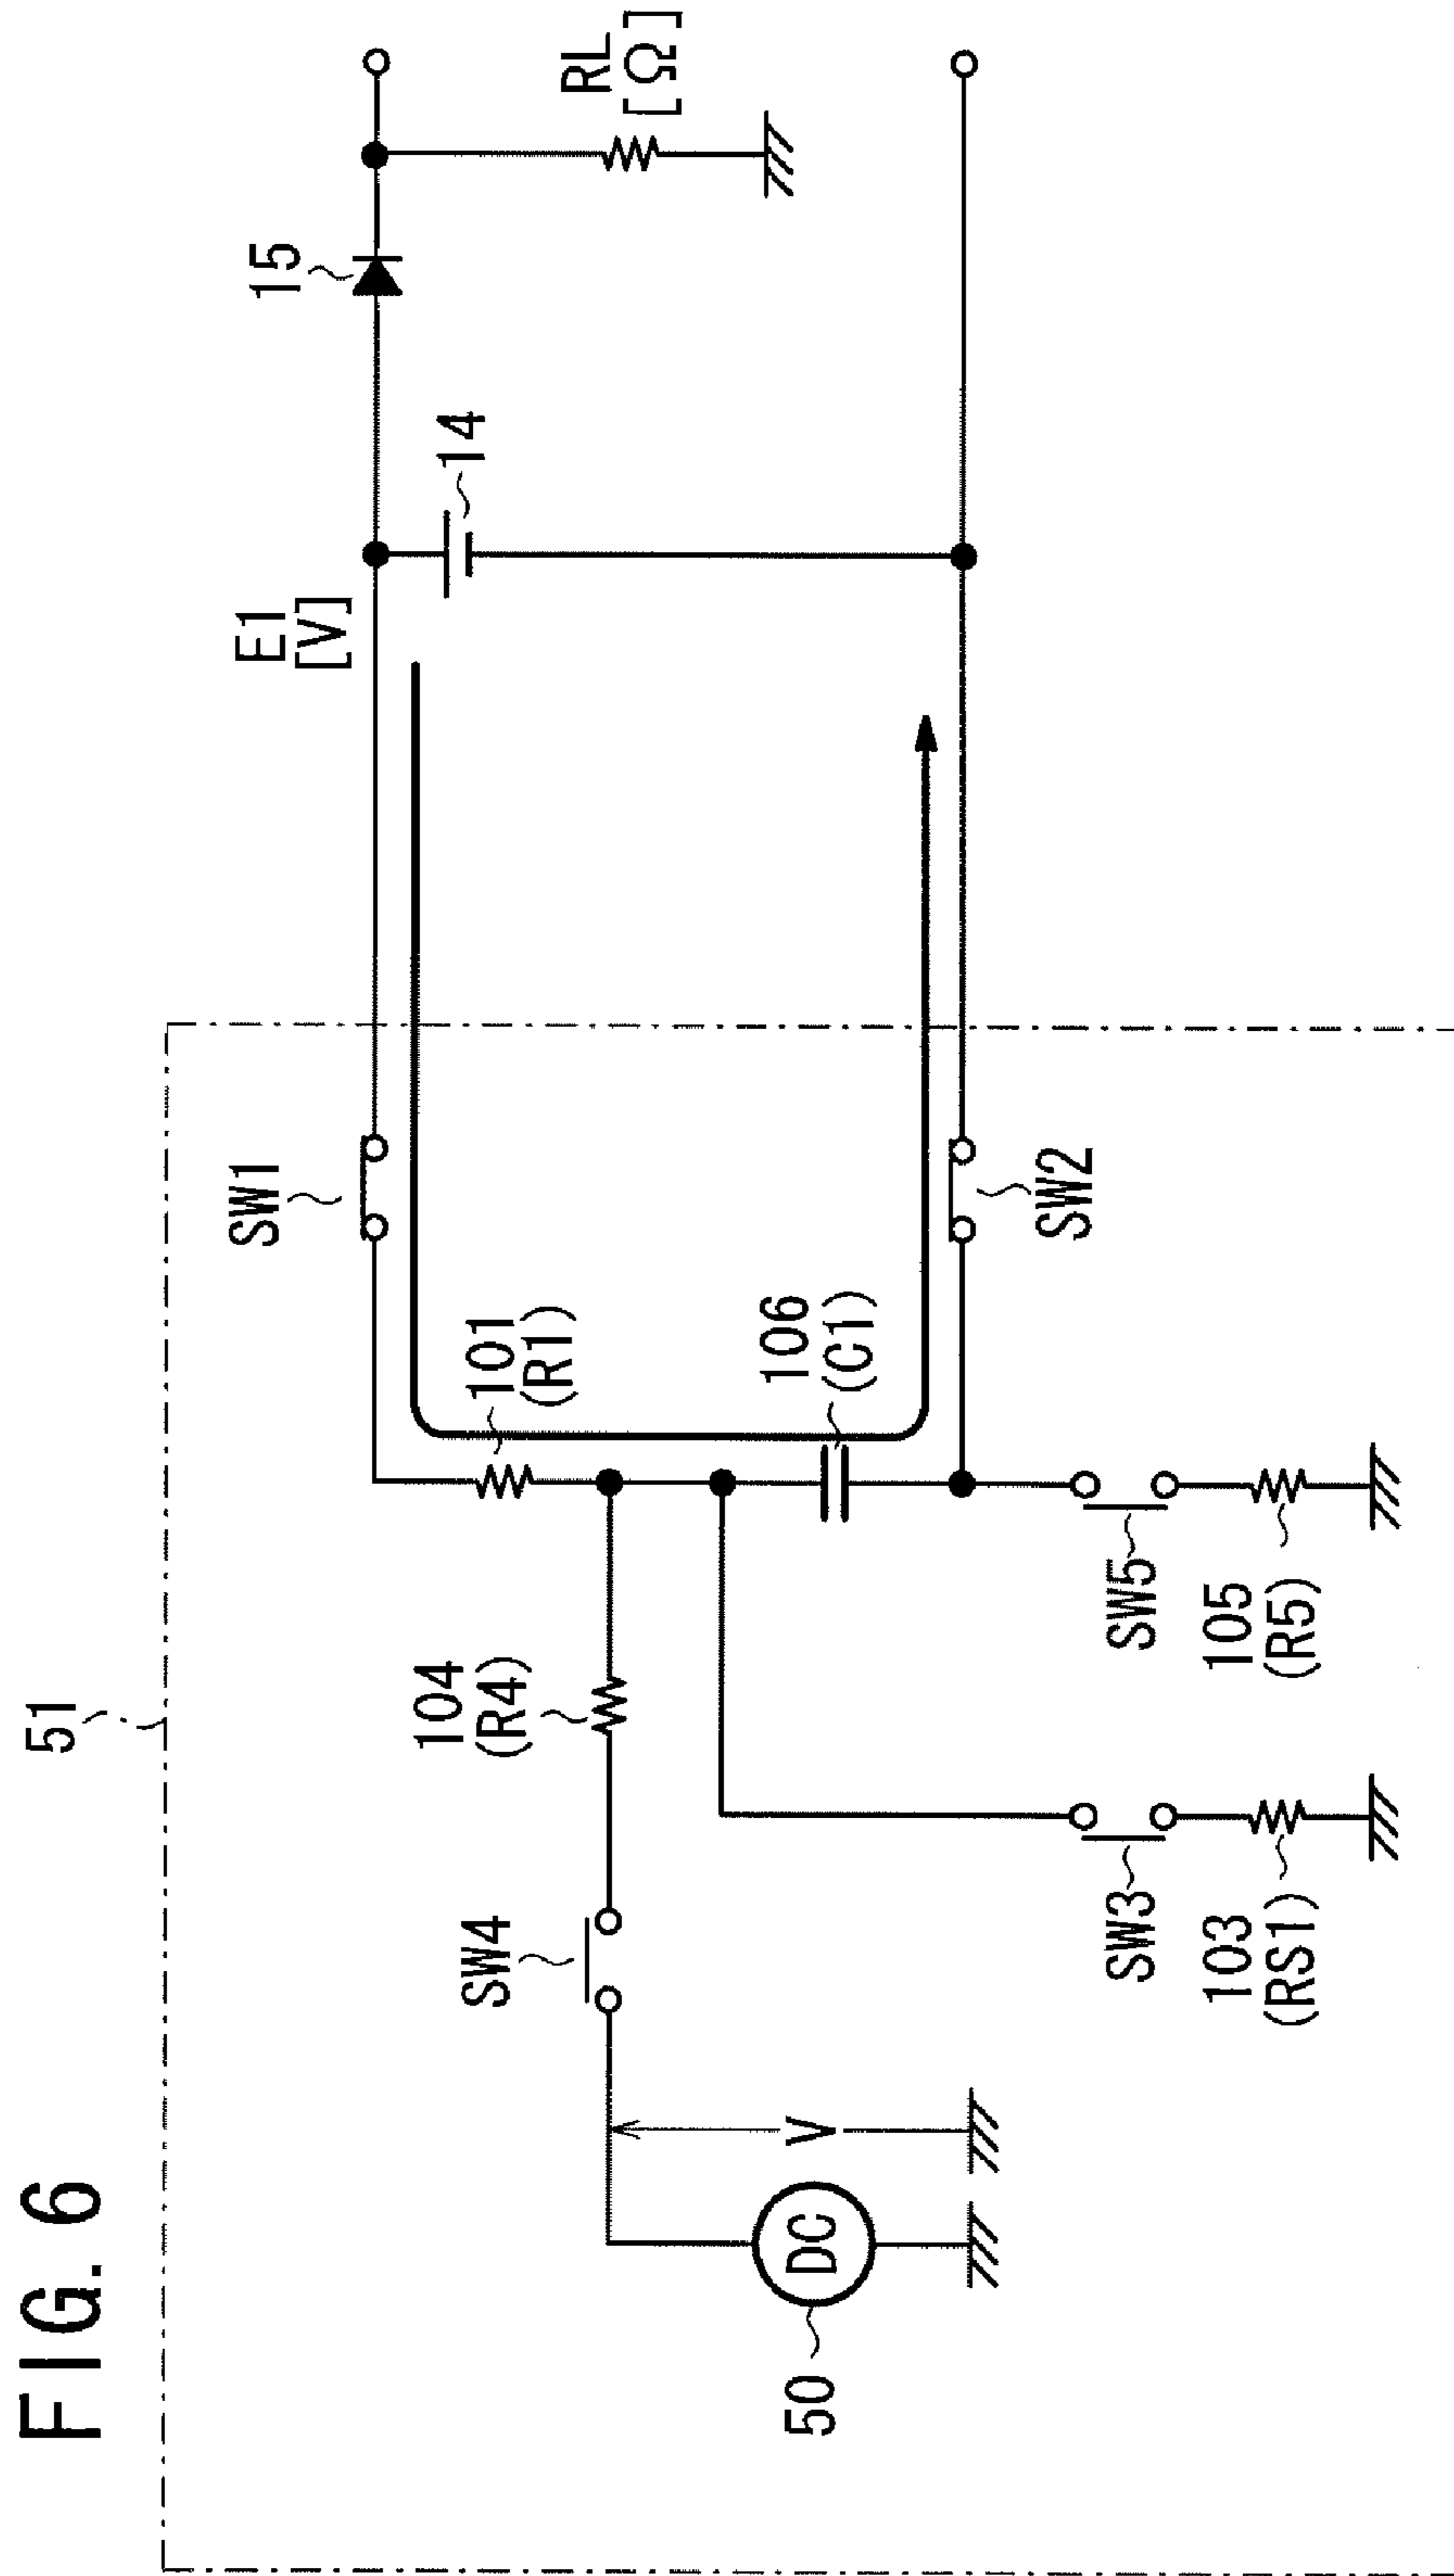 FIG. 6
51
SW1
E1
[V]
15
14
RL
[Ω]
101
(R1)
104
(R4)
SW4
106
(C1)
SW2
V
DC
50
SW3
103
(RS1)
SW5
105
(R5)